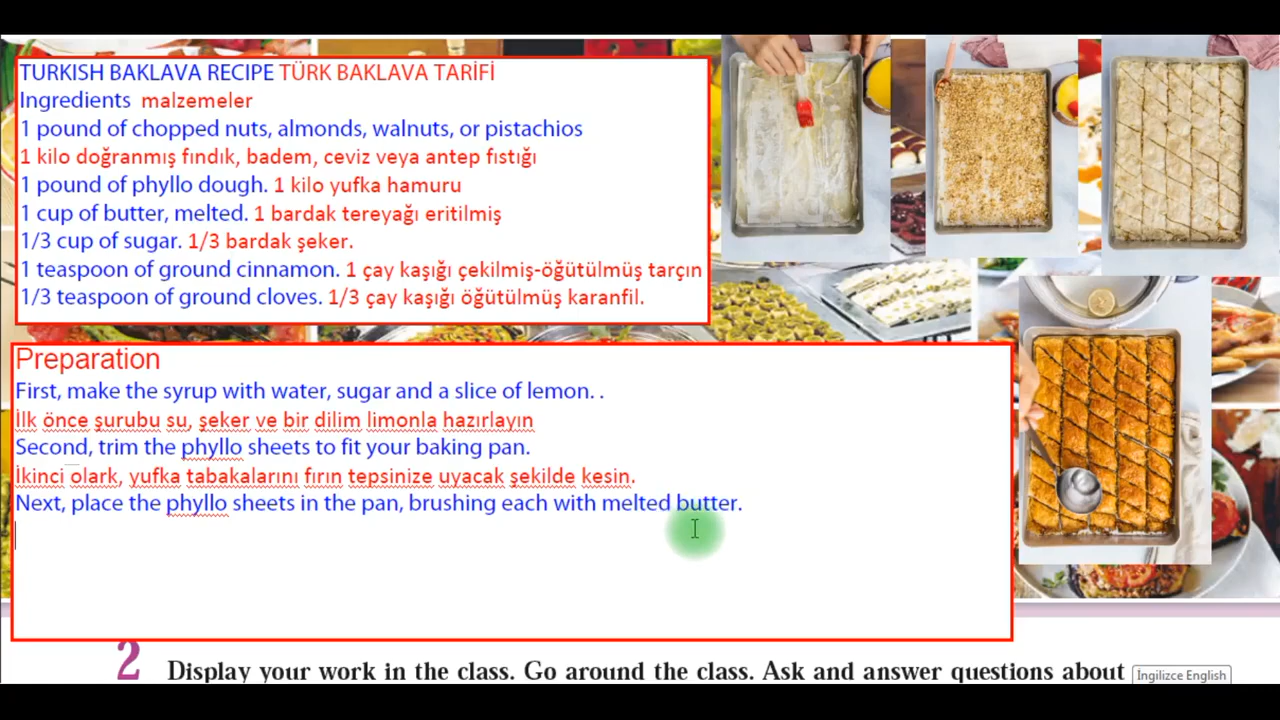 TURKISH BAKLAVA RECIPE TÜRK BAKLAVA TARİFİ
Ingredients malzemeler
1 pound of chopped nuts, almonds, walnuts, or pistachios
1 kilo doğranmış fındık, badem, ceviz veya antep fıstığı
1 pound of phyllo dough. 1 kilo yufka hamuru
1 cup of butter, melted. 1 bardak tereyağı eritilmiş
1/3 cup of sugar. 1/3 bardak şeker.
1 teaspoon of ground cinnamon. 1 çay kaşığı çekilmiş-öğütülmüş tarçın
1/3 teaspoon of ground cloves. 1/3 çay kaşığı öğütülmüş karanfil.
Preparation
First, make the syrup with water, sugar and a slice of lemon. .
İlk önce şurubu su, şeker ve bir dilim limonla hazırlayın
Second, trim the phyllo sheets to fit your baking pan.
İkinci olark, yufka tabakalarını fırın tepsinize uyacak şekilde kesin.
Next, place the phyllo sheets in the pan, brushing each with melted butter.
2 Display your work in the class. Go around the class. Ask and answer questions about
İngilizce English